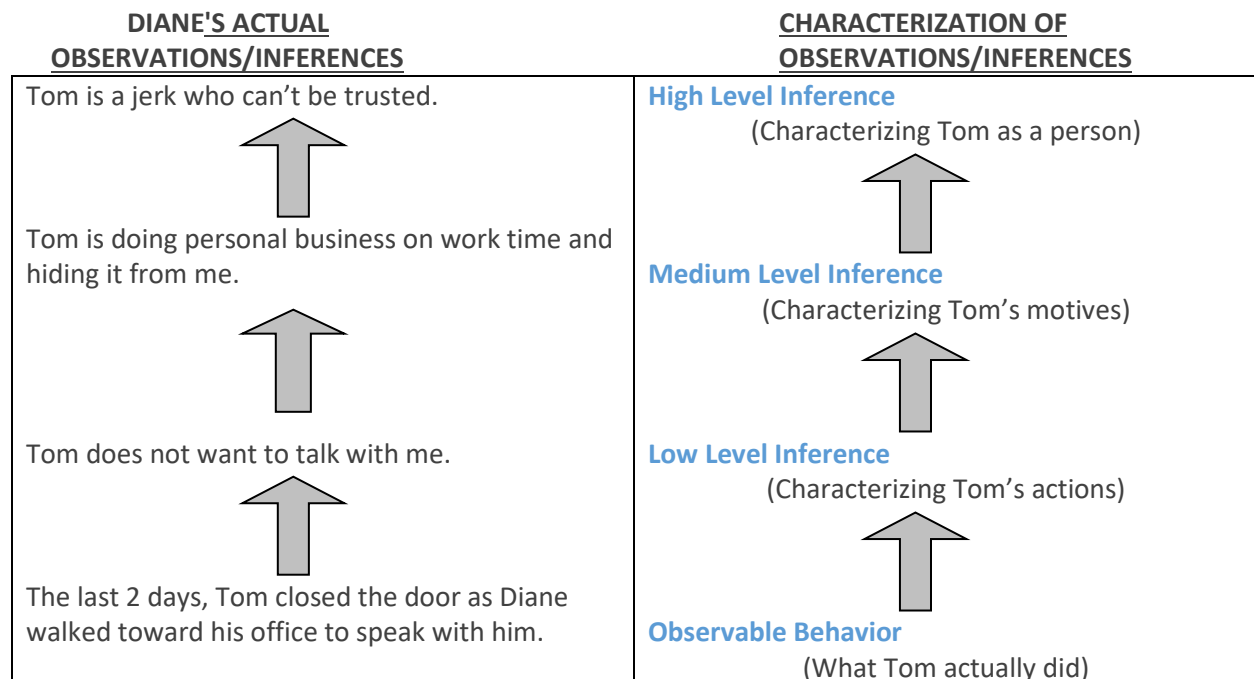 DIANE'S ACTUAL
OBSERVATIONS/INFERENCES
Tom is a jerk who can’t be trusted.
Tom is doing personal business on work time and
hiding it from me.
Tom does not want to talk with me.
The last 2 days, Tom closed the door as Diane
walked toward his office to speak with him.
CHARACTERIZATION OF
OBSERVATIONS/INFERENCES
High Level Inference
(Characterizing Tom as a person)
Medium Level Inference
(Characterizing Tom’s motives)
Low Level Inference
(Characterizing Tom’s actions)
Observable Behavior
(What Tom actually did)